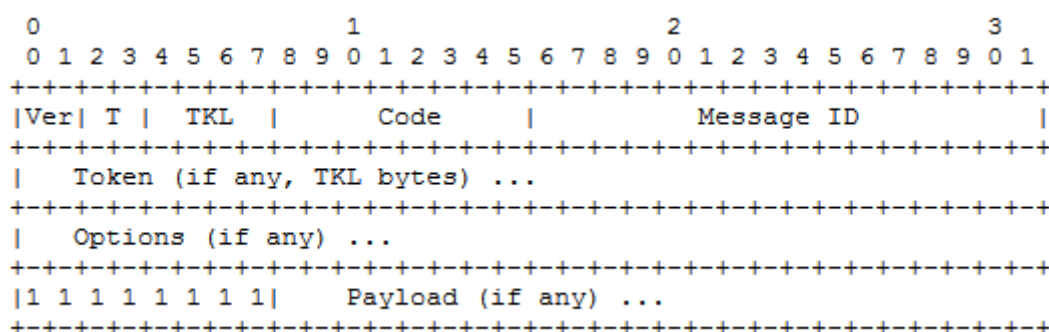 0                   1                   2                   3
 0 1 2 3 4 5 6 7 8 9 0 1 2 3 4 5 6 7 8 9 0 1 2 3 4 5 6 7 8 9 0 1
+-+-+-+-+-+-+-+-+-+-+-+-+-+-+-+-+-+-+-+-+-+-+-+-+-+-+-+-+-+-+-+-+
|Ver| T |  TKL  |      Code     |          Message ID           |
+-+-+-+-+-+-+-+-+-+-+-+-+-+-+-+-+-+-+-+-+-+-+-+-+-+-+-+-+-+-+-+-+
|   Token (if any, TKL bytes) ...
+-+-+-+-+-+-+-+-+-+-+-+-+-+-+-+-+-+-+-+-+-+-+-+-+-+-+-+-+-+-+-+-+
|   Options (if any) ...
+-+-+-+-+-+-+-+-+-+-+-+-+-+-+-+-+-+-+-+-+-+-+-+-+-+-+-+-+-+-+-+-+
|1 1 1 1 1 1 1 1|    Payload (if any) ...
+-+-+-+-+-+-+-+-+-+-+-+-+-+-+-+-+-+-+-+-+-+-+-+-+-+-+-+-+-+-+-+-+